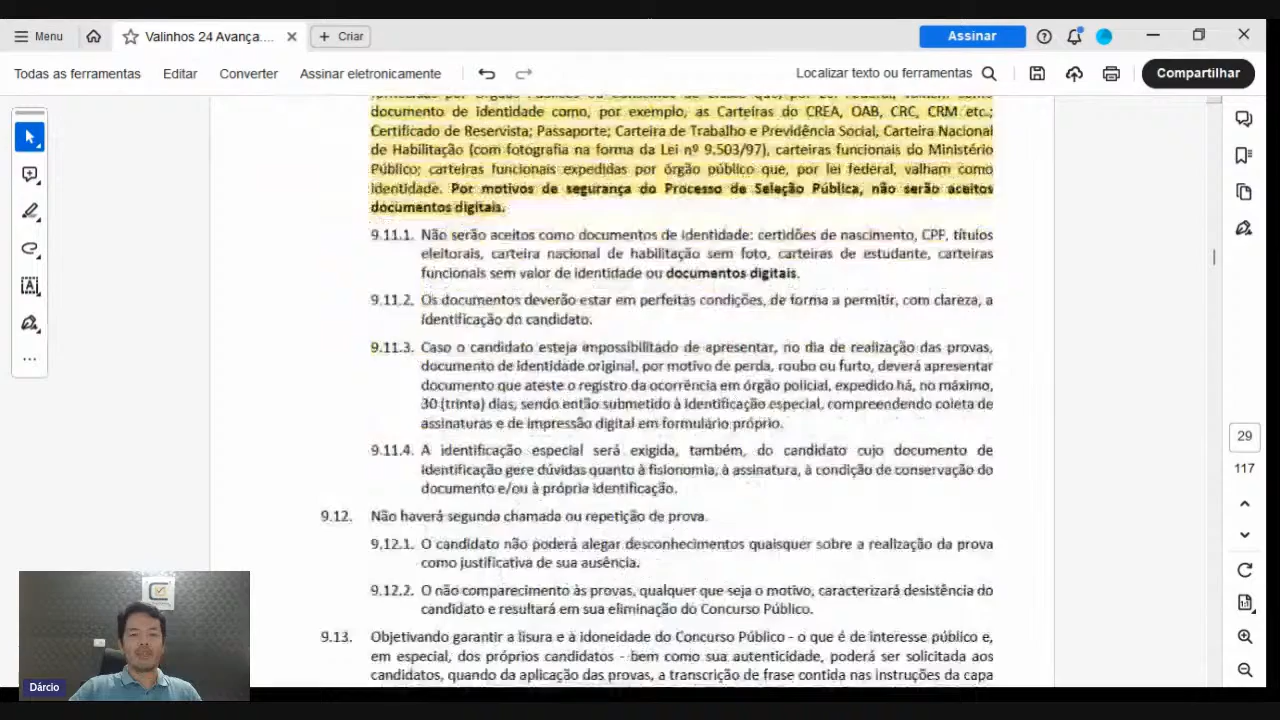 Menu
Valinhos 24 Avança....
Criar
Assinar
Todas as ferramentas
Editar
Converter
Assinar eletronicamente
Localizar texto ou ferramentas
Compartilhar
documento de identidade como, por exemplo, as Carteiras do CREA, OAB, CRC, CRM etc.;
Certificado de Reservista; Passaporte; Carteira de Trabalho e Previdência Social, Carteira Nacional
de Habilitação (com fotografia na forma da Lei nº 9.503/97), carteiras funcionais do Ministério
Público; carteiras funcionais expedidas por órgão público que, por lei federal, valham como
identidade. Por motivos de segurança do Processo de Seleção Pública, não serão aceitos
documentos digitais.
9.11.1. Não serão aceitos como documentos de identidade: certidões de nascimento, CPF, títulos
eleitorais, carteira nacional de habilitação sem foto, carteiras de estudante, carteiras
funcionais sem valor de identidade ou documentos digitais.
9.11.2. Os documentos deverão estar em perfeitas condições, de forma a permitir, com clareza, a
identificação do candidato.
9.11.3. Caso o candidato esteja impossibilitado de apresentar, no dia de realização das provas,
documento de identidade original, por motivo de perda, roubo ou furto, deverá apresentar
documento que ateste o registro da ocorrência em órgão policial, expedido há, no máximo,
30 (trinta) dias, sendo então submetido à identificação especial, compreendendo coleta de
assinaturas e de impressão digital em formulário próprio.
9.11.4. A identificação especial será exigida, também, do candidato cujo documento de
identificação gere dúvidas quanto à fisionomia, à assinatura, à condição de conservação do
documento e/ou à própria identificação.
9.12. Não haverá segunda chamada ou repetição de prova.
9.12.1. O candidato não poderá alegar desconhecimentos quaisquer sobre a realização da prova
como justificativa de sua ausência.
9.12.2. O não comparecimento às provas, qualquer que seja o motivo, caracterizará desistência do
candidato e resultará em sua eliminação do Concurso Público.
9.13. Objetivando garantir a lisura e a idoneidade do Concurso Público - o que é de interesse público e,
em especial, dos próprios candidatos - bem como sua autenticidade, poderá ser solicitada aos
candidatos, quando da aplicação das provas, a transcrição de frase contida nas instruções da capa
29
117
Dárcio